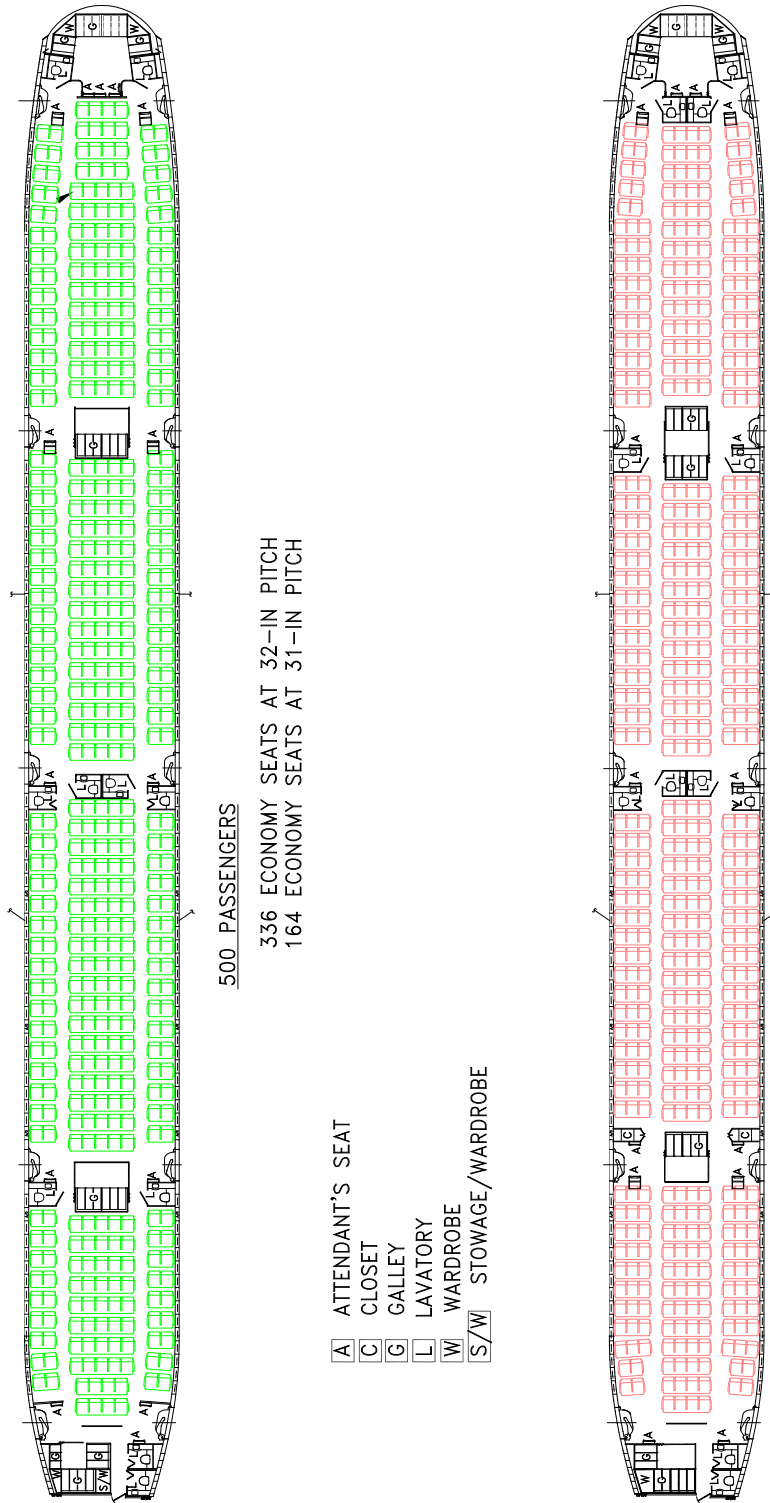 500 PASSENGERS
336 ECONOMY SEATS AT 32-IN PITCH
164 ECONOMY SEATS AT 31-IN PITCH
A ATTENDANT'S SEAT
C CLOSET
G GALLEY
L LAVATORY
W WARDROBE
S/W STOWAGE/WARDROBE